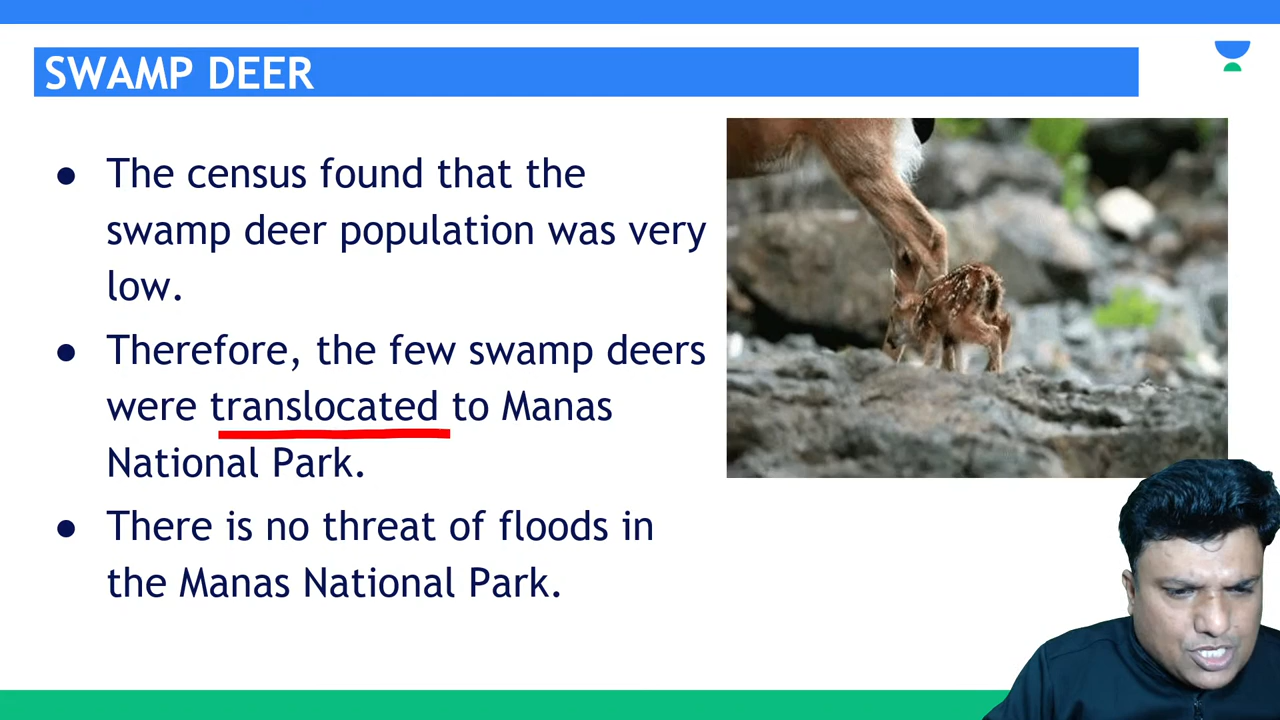 SWAMP DEER
● The census found that the
swamp deer population was very
low.
● Therefore, the few swamp deers
were translocated to Manas
National Park.
● There is no threat of floods in
the Manas National Park.